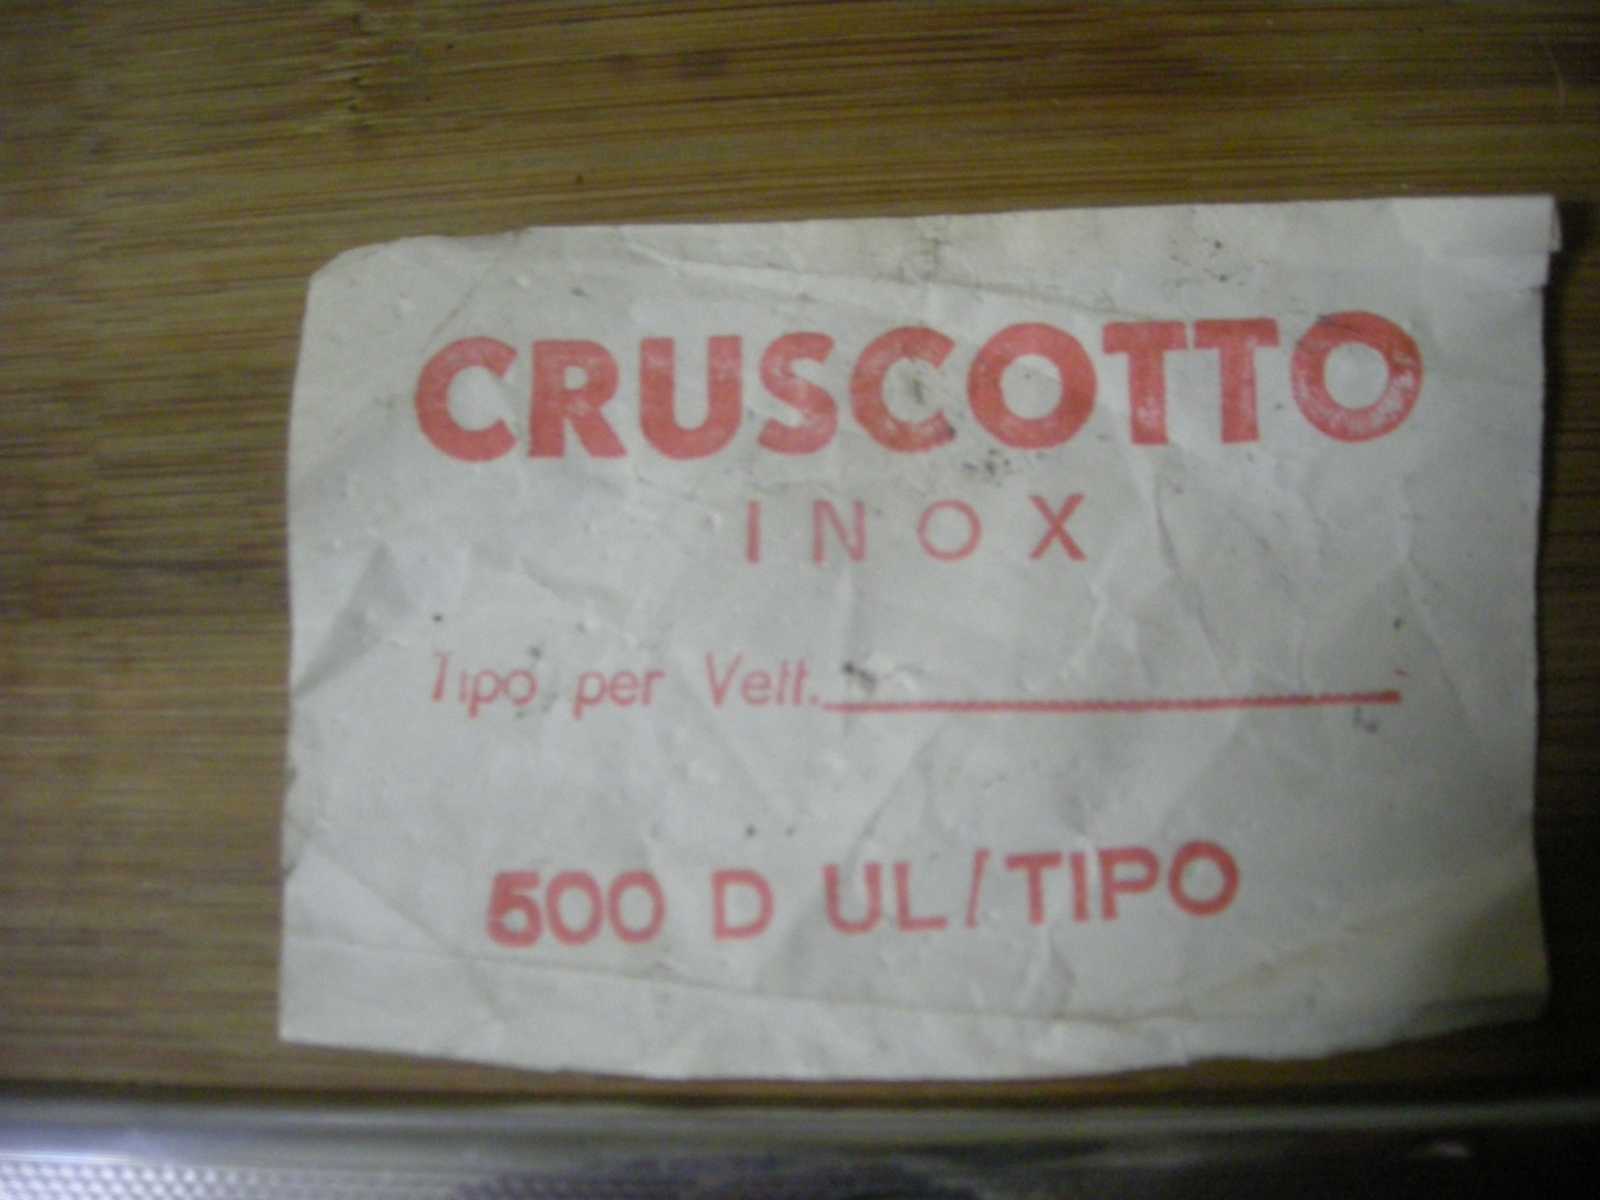 CRUSCOTTO
INOX
Tipo per Vett.
500 D UL/TIPO